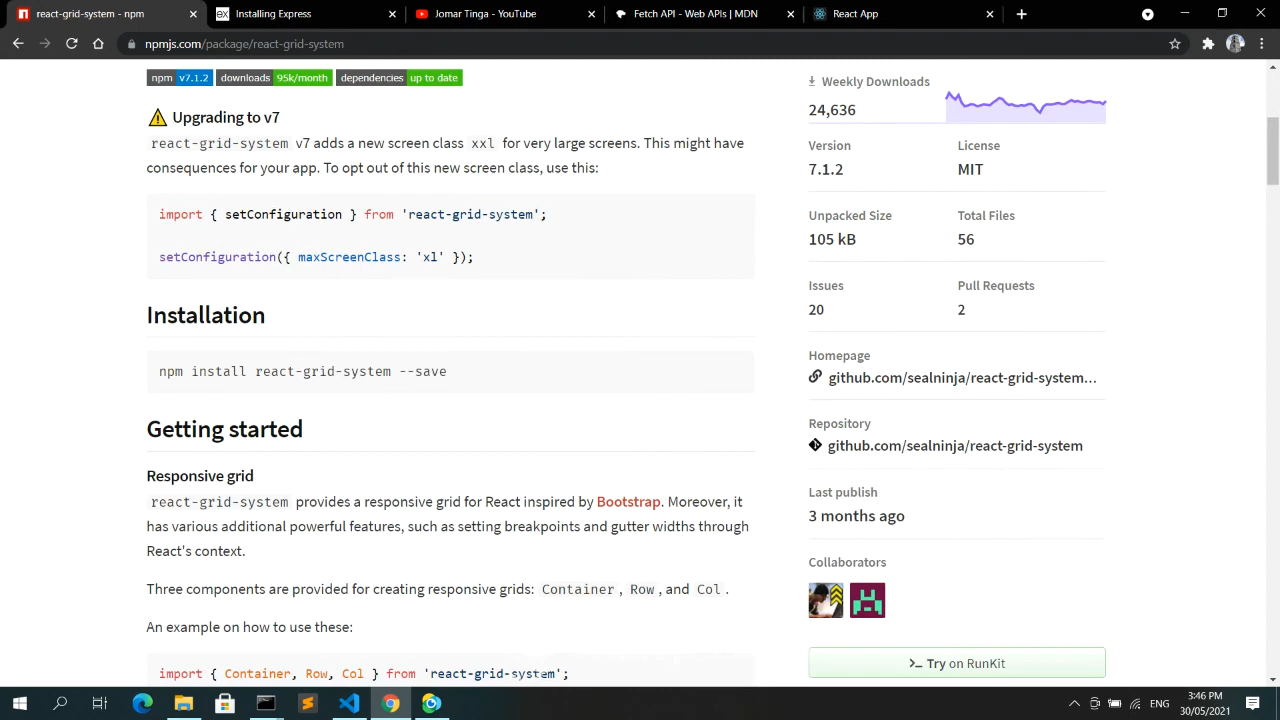 react-grid-system - npm
Installing Express
Jomar Tinga - YouTube
Fetch API - Web APIs | MDN
React App
npmjs.com/package/react-grid-system
npm v7.1.2 downloads 95k/month dependencies up to date
Upgrading to v7
react-grid-system v7 adds a new screen class xxl for very large screens. This might have
consequences for your app. To opt out of this new screen class, use this:
import { setConfiguration } from 'react-grid-system';
setConfiguration({ maxScreenClass: 'xl' });
Installation
npm install react-grid-system --save
Getting started
Responsive grid
react-grid-system provides a responsive grid for React inspired by Bootstrap. Moreover, it
has various additional powerful features, such as setting breakpoints and gutter widths through
React's context.
Three components are provided for creating responsive grids: Container, Row, and Col.
An example on how to use these:
import { Container, Row, Col } from 'react-grid-system';
Weekly Downloads
24,636
Version License
7.1.2 MIT
Unpacked Size Total Files
105 kB 56
Issues Pull Requests
20 2
Homepage
github.com/sealninja/react-grid-system...
Repository
github.com/sealninja/react-grid-system
Last publish
3 months ago
Collaborators
>_ Try on RunKit
ENG
3:46 PM
30/05/2021